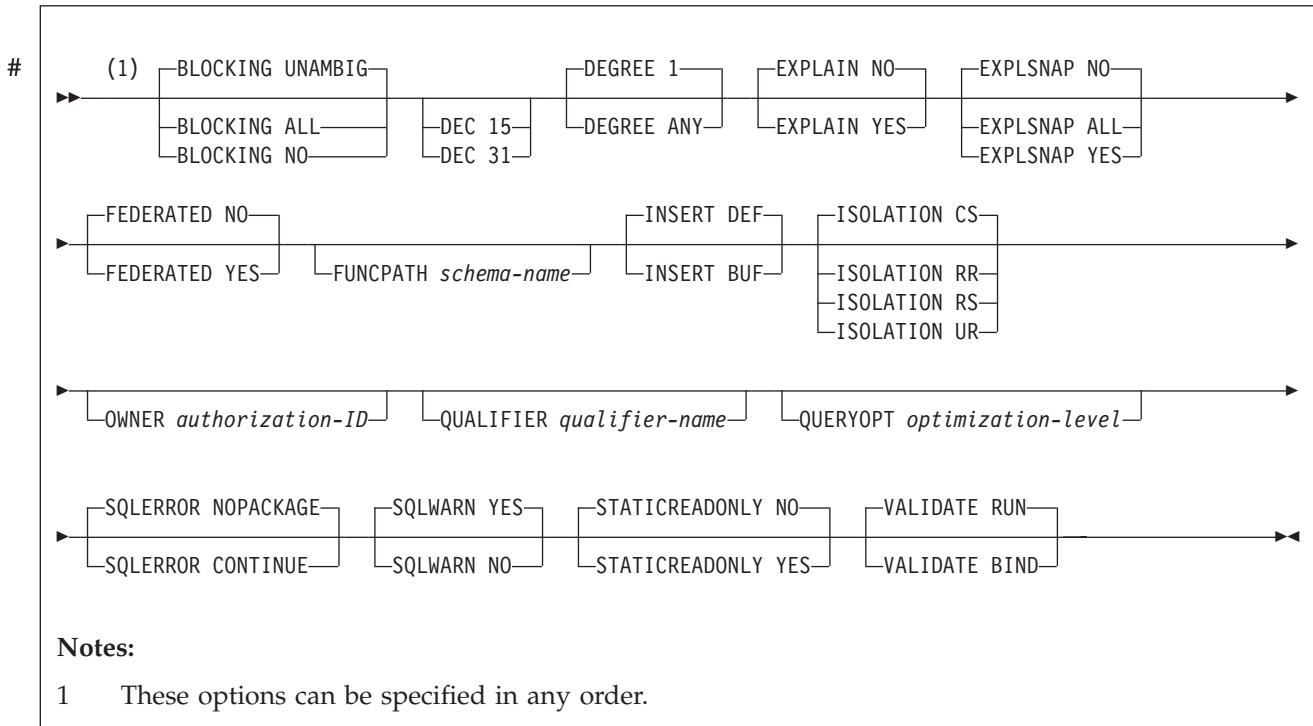 # (1) BLOCKING UNAMBIG DEGREE 1 EXPLAIN NO EXPLSNAP NO
BLOCKING ALL DEC 15 DEGREE ANY EXPLAIN YES EXPLSNAP ALL
BLOCKING NO DEC 31 EXPLSNAP YES
FEDERATED NO INSERT DEF ISOLATION CS
FEDERATED YES FUNCPATH schema-name INSERT BUF ISOLATION RR
ISOLATION RS
ISOLATION UR
OWNER authorization-ID QUALIFIER qualifier-name QUERYOPT optimization-level
SQLERROR NOPACKAGE SQLWARN YES STATICREADONLY NO VALIDATE RUN
SQLERROR CONTINUE SQLWARN NO STATICREADONLY YES VALIDATE BIND
Notes:
1 These options can be specified in any order.